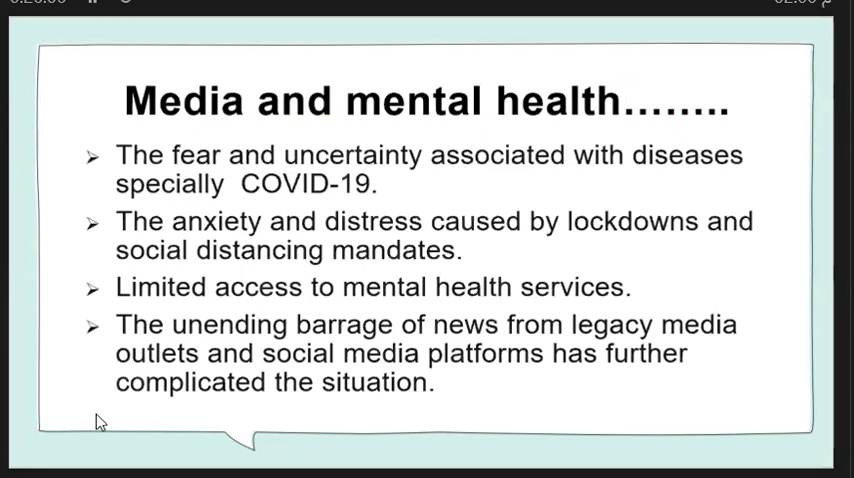 Media and mental health........
➢ The fear and uncertainty associated with diseases
specially COVID-19.
➢ The anxiety and distress caused by lockdowns and
social distancing mandates.
➢ Limited access to mental health services.
➢ The unending barrage of news from legacy media
outlets and social media platforms has further
complicated the situation.